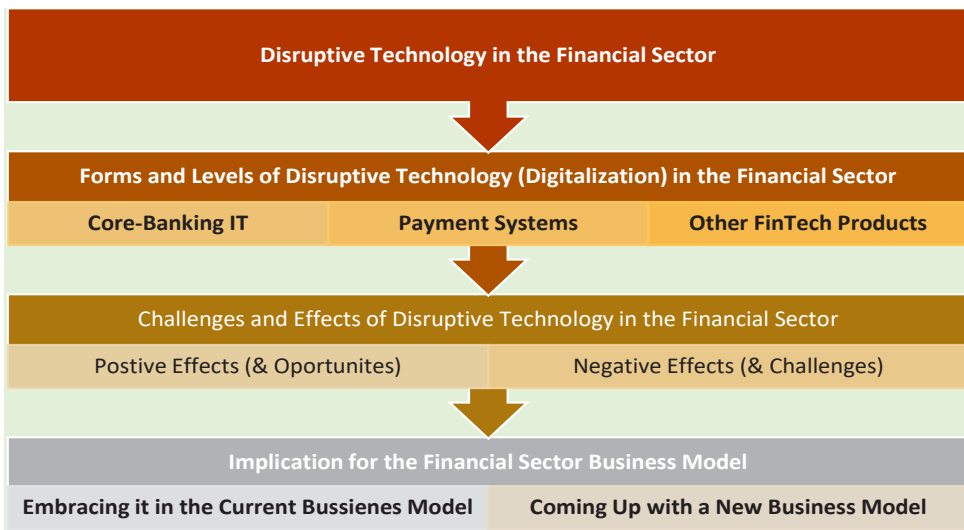 Disruptive Technology in the Financial Sector
Forms and Levels of Disruptive Technology (Digitalization) in the Financial Sector
Core-Banking IT
Payment Systems
Other FinTech Products
Challenges and Effects of Disruptive Technology in the Financial Sector
Postive Effects (& Oportunites)
Negative Effects (& Challenges)
Implication for the Financial Sector Business Model
Embracing it in the Current Bussienes Model
Coming Up with a New Business Model